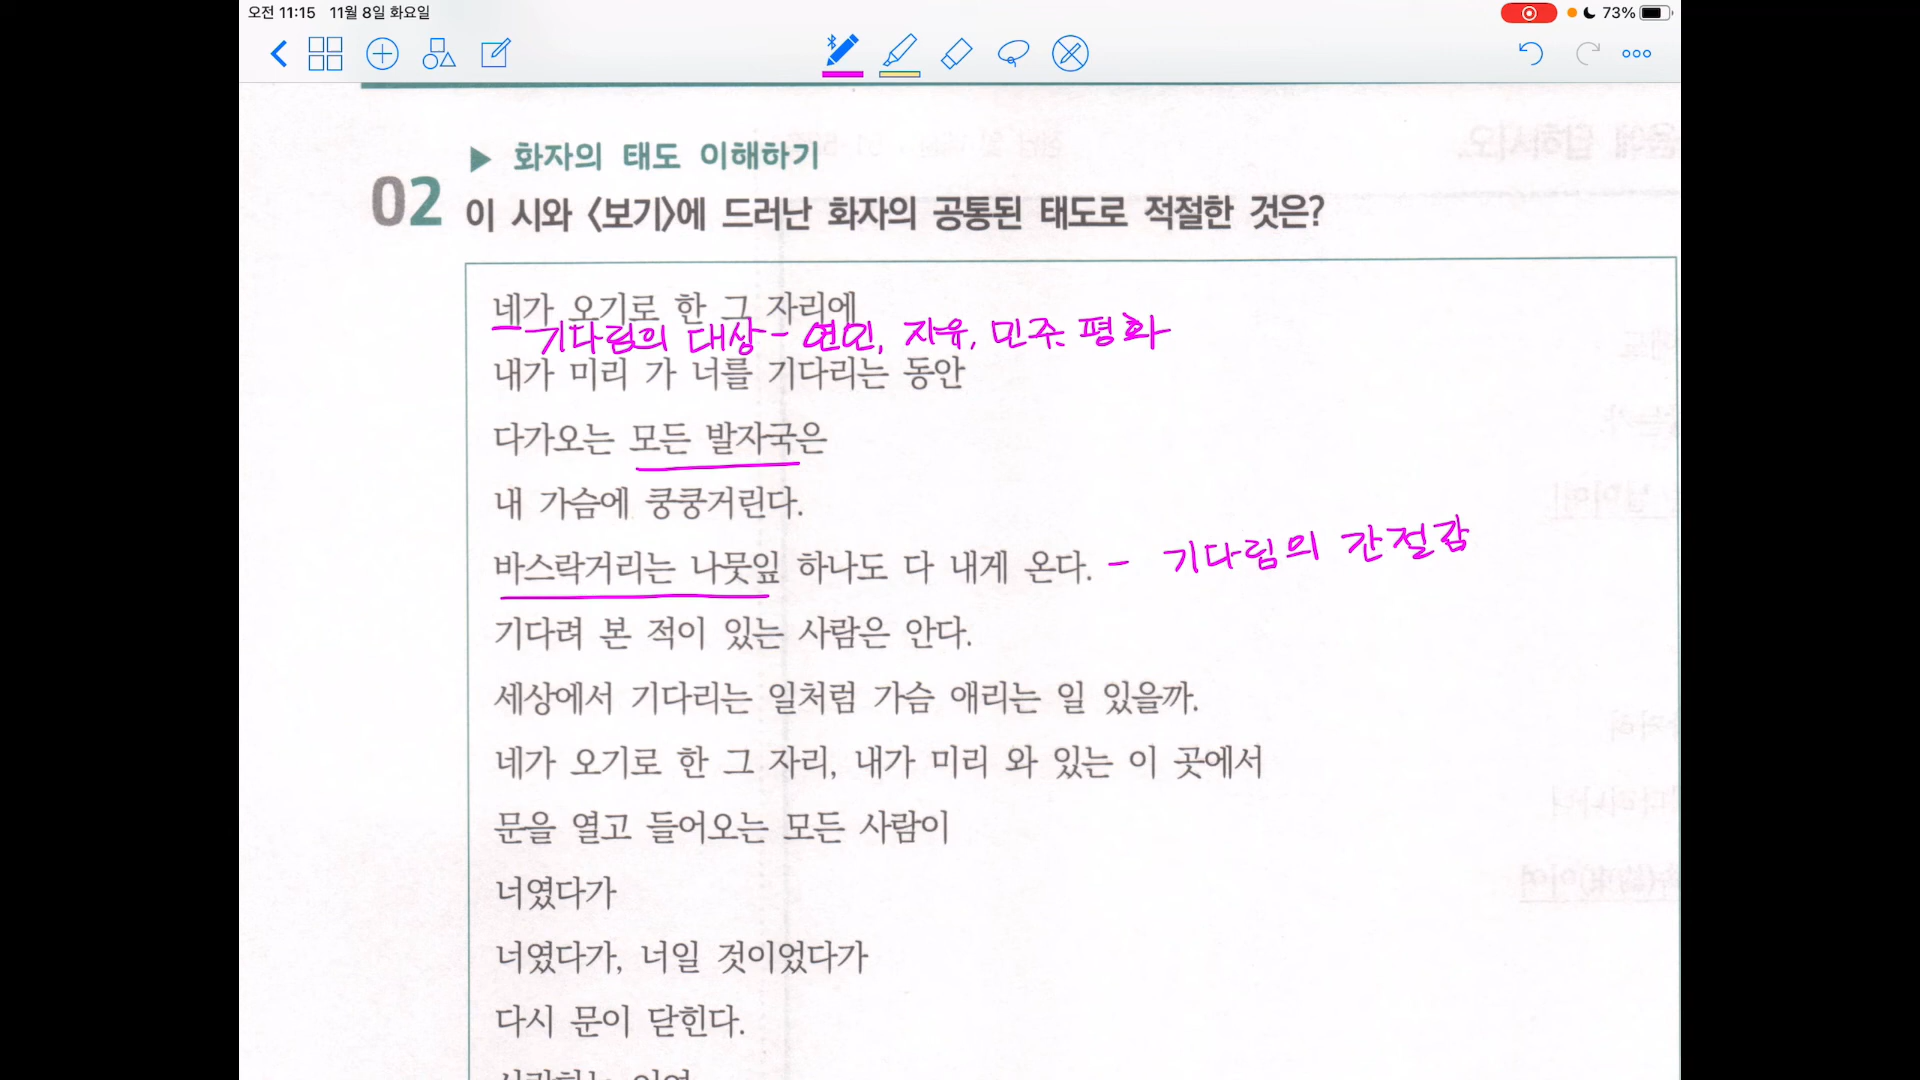 오전 11:15 11월 8일 화요일
73%
▶ 화자의 태도 이해하기
02 이 시와 〈보기〉에 드러난 화자의 공통된 태도로 적절한 것은?
네가 오기로 한 그 자리에
기다림의 대상 - 연인, 자유, 민주, 평화
내가 미리 가 너를 기다리는 동안
다가오는 모든 발자국은
내 가슴에 쿵쿵거린다.
바스락거리는 나뭇잎 하나도 다 내게 온다. - 기다림의 간절감
기다려 본 적이 있는 사람은 안다.
세상에서 기다리는 일처럼 가슴 애리는 일 있을까.
네가 오기로 한 그 자리, 내가 미리 와 있는 이 곳에서
문을 열고 들어오는 모든 사람이
너였다가
너였다가, 너일 것이었다가
다시 문이 닫힌다.